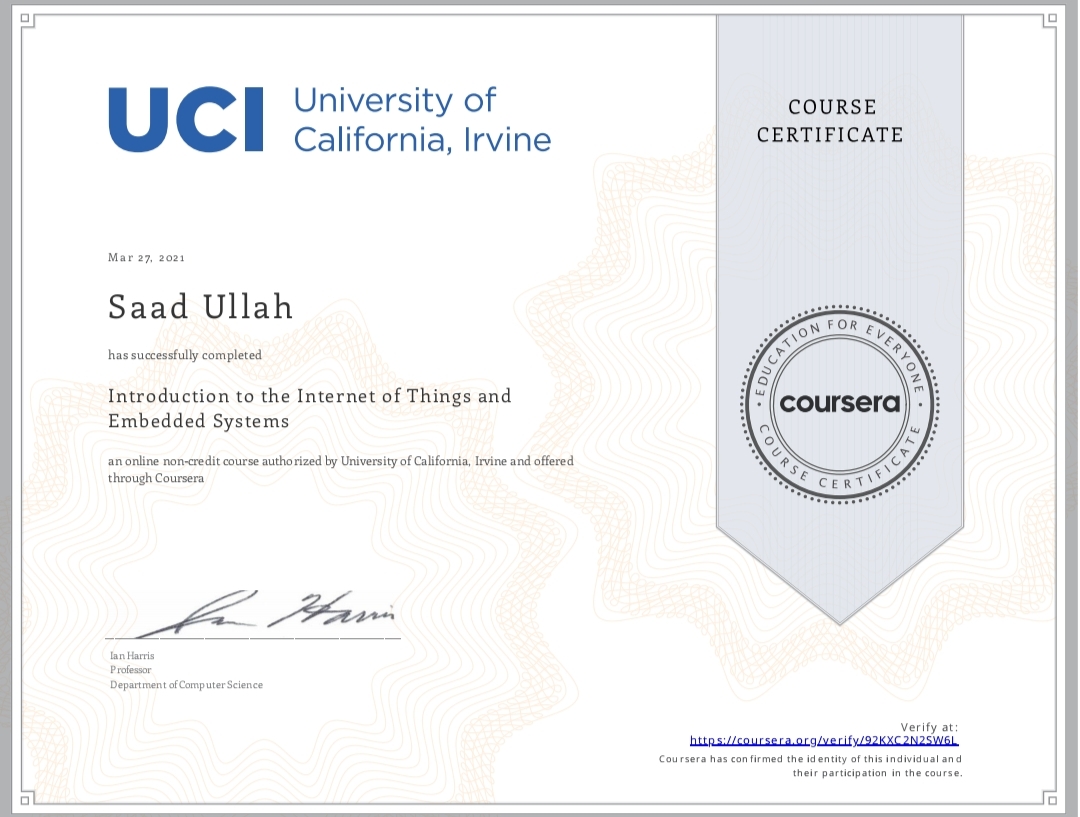 UCI University of
California, Irvine
COURSE
CERTIFICATE
Mar 27, 2021
Saad Ullah
has successfully completed
Introduction to the Internet of Things and
Embedded Systems
an online non-credit course authorized by University of California, Irvine and offered
through Coursera
EDUCATION FOR EVERYONE
coursera
COURSE CERTIFICATE
Ian Harris
Ian Harris
Professor
Department of Computer Science
Verify at:
https://coursera.org/verify/92KXC2N2SW6L
Coursera has confirmed the identity of this individual and
their participation in the course.